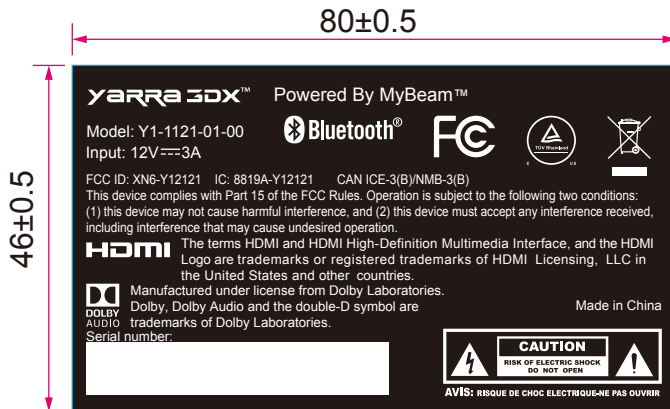 80±0.5
46±0.5
YARRA 3DX™ Powered By MyBeam™
Model: Y1-1121-01-00
Input: 12V⎓3A
Bluetooth®
FC
TÜV Rheinland
C US
FCC ID: XN6-Y12121 IC: 8819A-Y12121 CAN ICE-3(B)/NMB-3(B)
This device complies with Part 15 of the FCC Rules. Operation is subject to the following two conditions:
(1) this device may not cause harmful interference, and (2) this device must accept any interference received,
including interference that may cause undesired operation.
HDMI
The terms HDMI and HDMI High-Definition Multimedia Interface, and the HDMI
Logo are trademarks or registered trademarks of HDMI Licensing, LLC in
the United States and other countries.
DOLBY
AUDIO
Manufactured under license from Dolby Laboratories.
Dolby, Dolby Audio and the double-D symbol are
trademarks of Dolby Laboratories.
Made in China
Serial number:
CAUTION
RISK OF ELECTRIC SHOCK
DO NOT OPEN
AVIS: RISQUE DE CHOC ELECTRIQUE-NE PAS OUVRIR